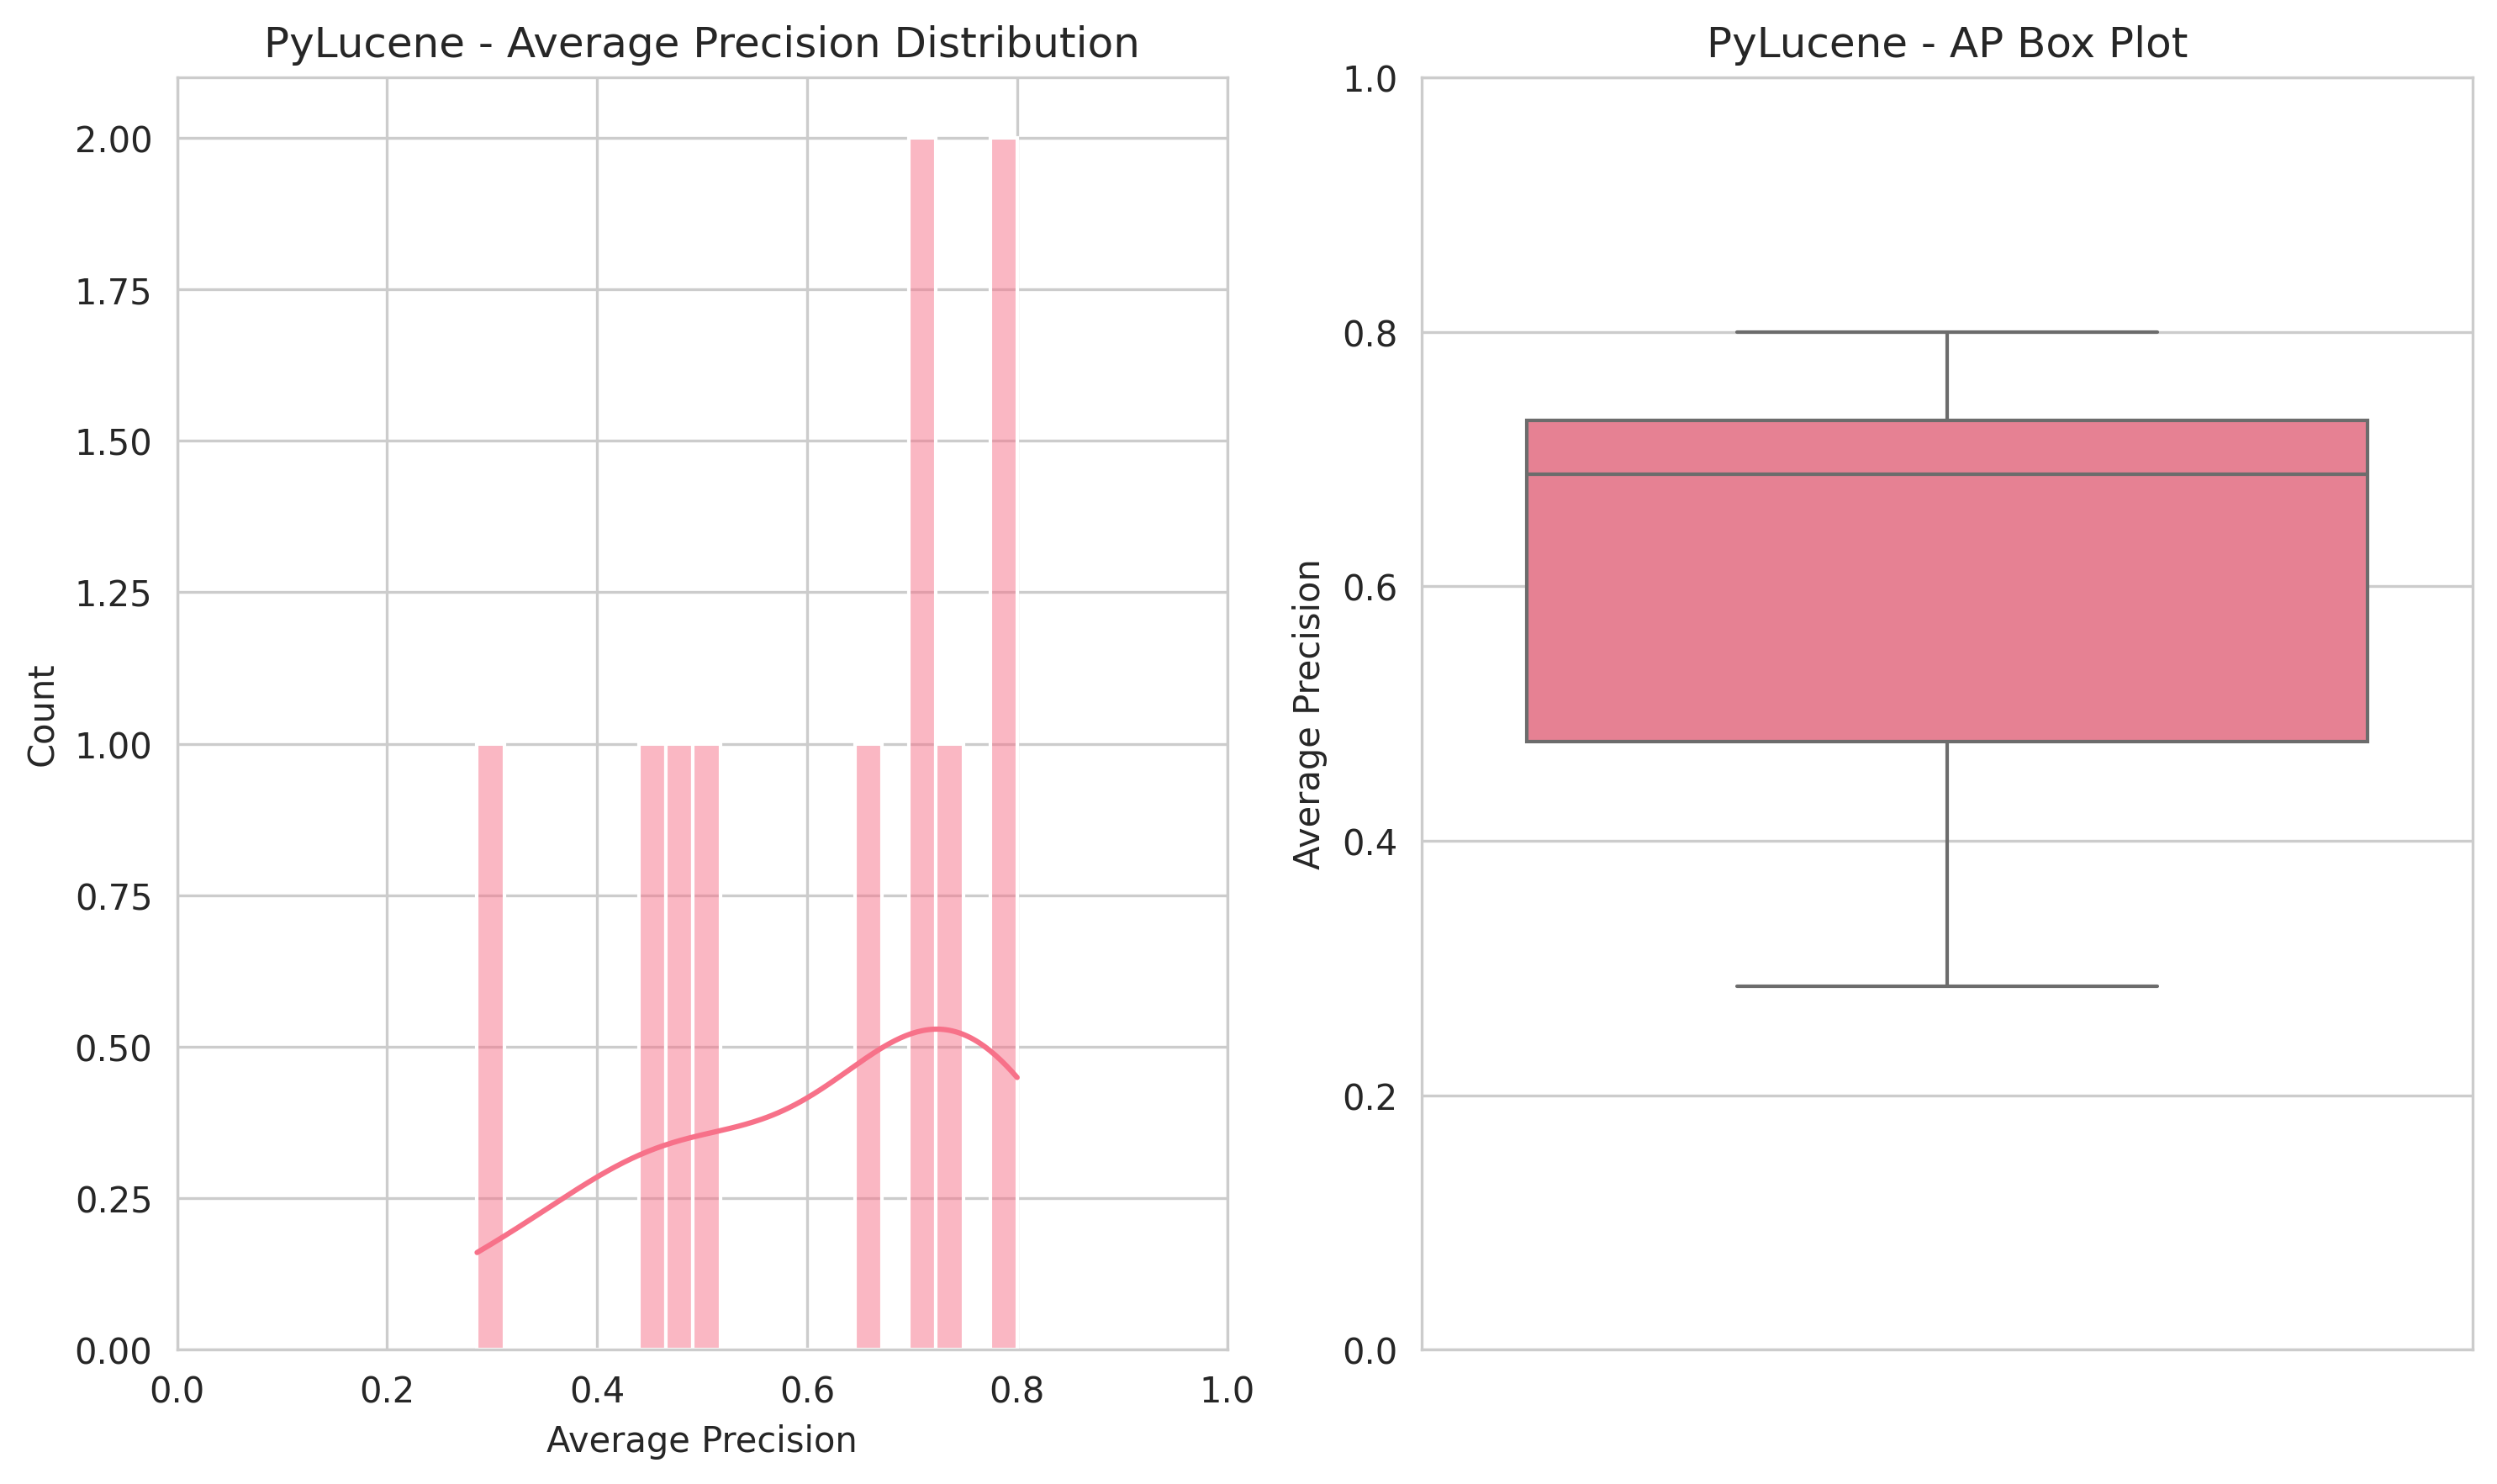 PyLucene - Average Precision Distribution
2.00
1.75
1.50
1.25
1.00
0.75
0.50
0.25
0.00
Count
0.0 0.2 0.4 0.6 0.8 1.0
Average Precision
PyLucene - AP Box Plot
1.0
0.8
0.6
0.4
0.2
0.0
Average Precision